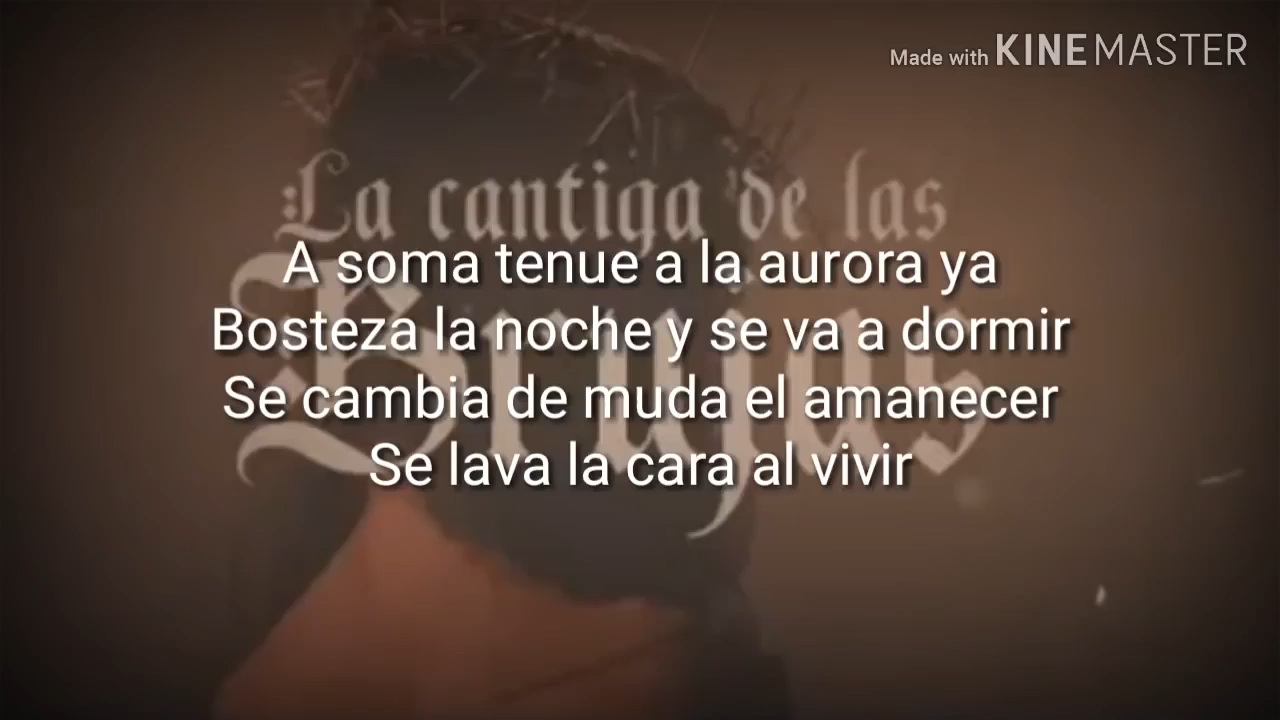 Made with KINEMASTER
La cantiga de las
Brujas
A soma tenue a la aurora ya
Bosteza la noche y se va a dormir
Se cambia de muda el amanecer
Se lava la cara al vivir